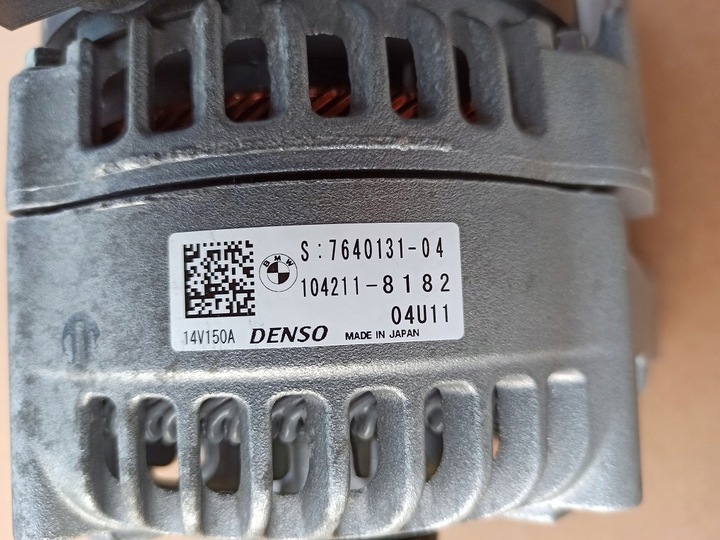 S:7640131-04
BMW
104211-8182
04U11
14V150A DENSO MADE IN JAPAN